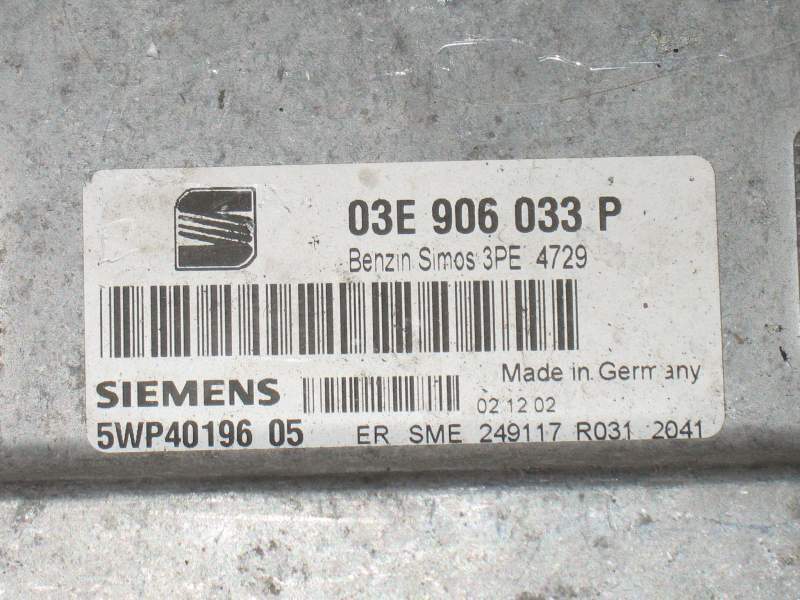 03E 906 033 P
Benzin Simos 3PE 4729
SIEMENS
Made in Germany
02 12 02
5WP40196 05
ER SME 249117 R031 2041